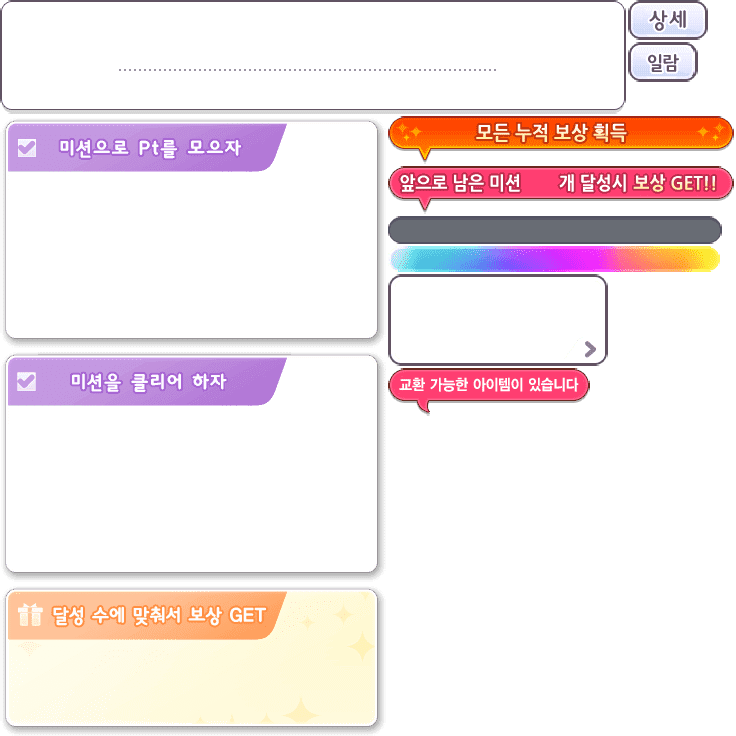 상세
일람
미션으로 Pt를 모으자
모든 누적 보상 획득
앞으로 남은 미션 개 달성시 보상 GET!!
교환 가능한 아이템이 있습니다
미션을 클리어 하자
달성 수에 맞춰서 보상 GET